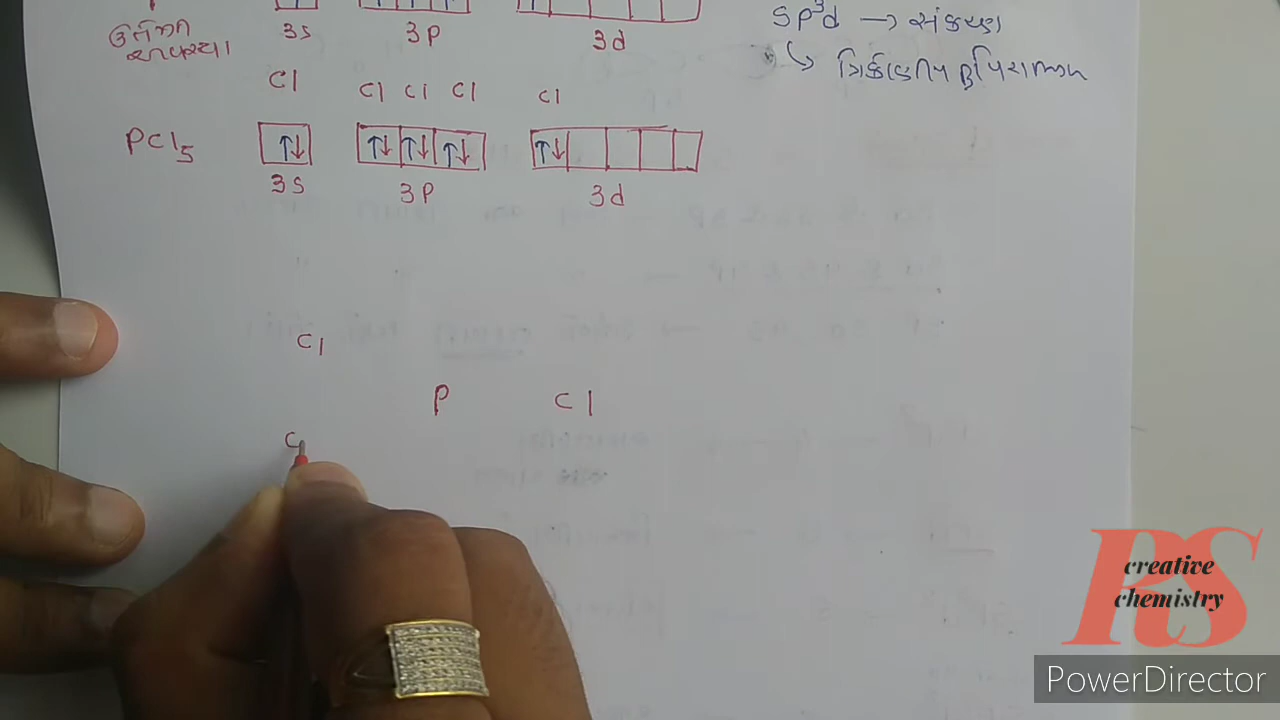 ઉત્તેજીત
અવસ્થા
3s 3p 3d
sp³d → સંકરણ
↳ ત્રિકોણીય દ્વિપિરામિડ
Cl Cl Cl Cl Cl
PCl₅ ↑↓ ↑↓ ↑↓ ↑↓ ↑↓
3s 3p 3d
Cl
P Cl
C
RS
creative
chemistry
PowerDirector